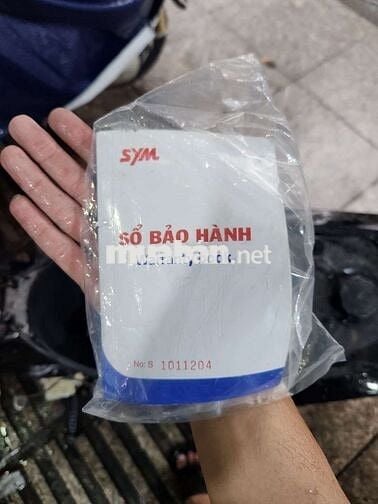 SYM
SỔ BẢO HÀNH
muaban.net
No: S 1011204